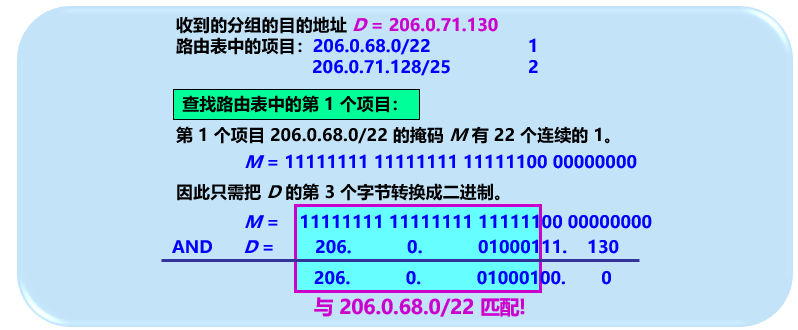 收到的分组的目的地址 D = 206.0.71.130
路由表中的项目：206.0.68.0/22 1
206.0.71.128/25 2
查找路由表中的第 1 个项目：
第 1 个项目 206.0.68.0/22 的掩码 M 有 22 个连续的 1。
M = 11111111 11111111 11111100 00000000
因此只需把 D 的第 3 个字节转换成二进制。
M = 11111111 11111111 11111100 00000000
AND D = 206. 0. 01000111. 130
206. 0. 01000100. 0
与 206.0.68.0/22 匹配!